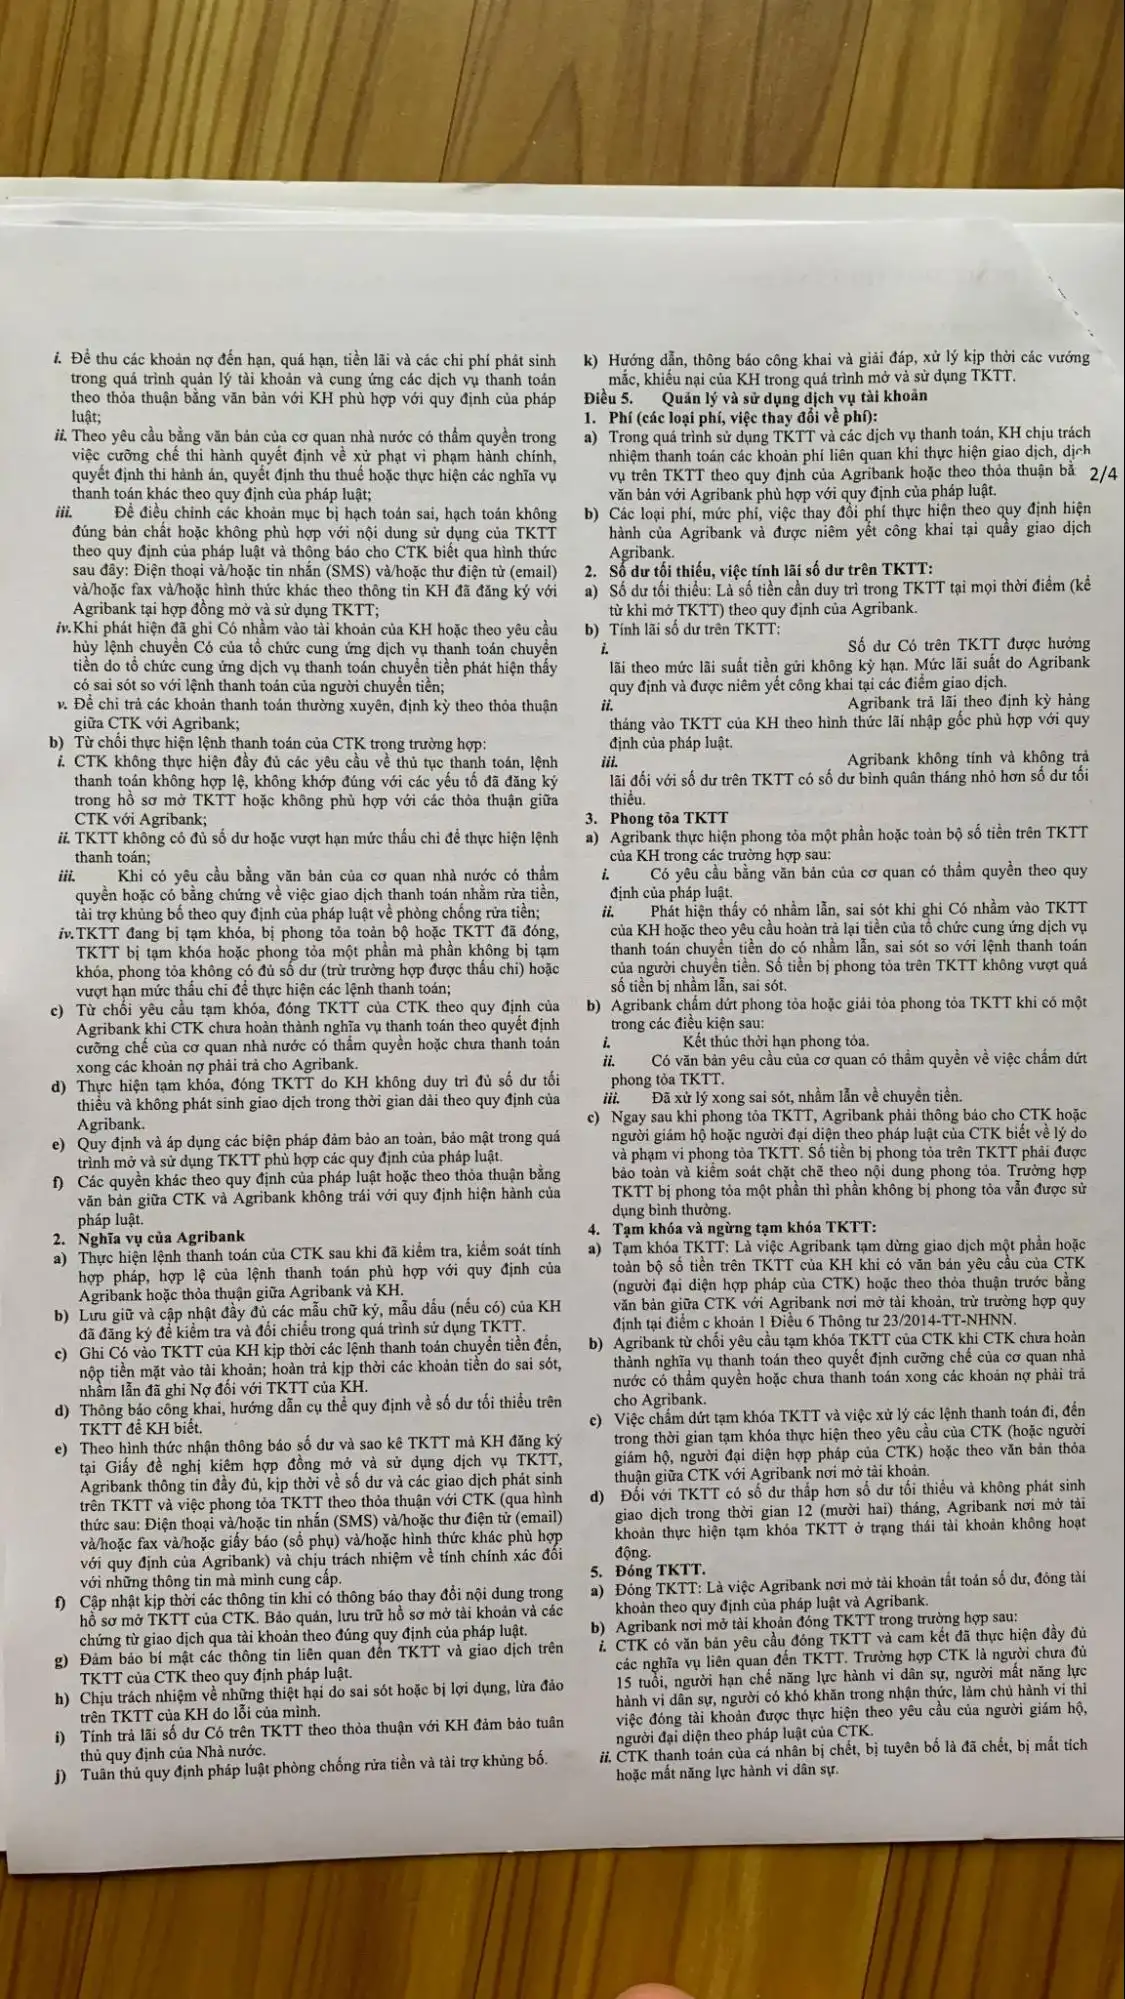 i. Để thu các khoản nợ đến hạn, quá hạn, tiền lãi và các chi phí phát sinh
trong quá trình quản lý tài khoản và cung ứng các dịch vụ thanh toán
theo thỏa thuận bằng văn bản với KH phù hợp với quy định của pháp
luật;
ii. Theo yêu cầu bằng văn bản của cơ quan nhà nước có thẩm quyền trong
việc cưỡng chế thi hành quyết định về xử phạt vi phạm hành chính,
quyết định thi hành án, quyết định thu thuế hoặc thực hiện các nghĩa vụ
thanh toán khác theo quy định của pháp luật;
iii. Để điều chỉnh các khoản mục bị hạch toán sai, hạch toán không
đúng bản chất hoặc không phù hợp với nội dung sử dụng của TKTT
theo quy định của pháp luật và thông báo cho CTK biết qua hình thức
sau đây: Điện thoại và/hoặc tin nhắn (SMS) và/hoặc thư điện tử (email)
và/hoặc fax và/hoặc hình thức khác theo thông tin KH đã đăng ký với
Agribank tại hợp đồng mở và sử dụng TKTT;
iv. Khi phát hiện đã ghi Có nhầm vào tài khoản của KH hoặc theo yêu cầu
hủy lệnh chuyển Có của tổ chức cung ứng dịch vụ thanh toán chuyển
tiền do tổ chức cung ứng dịch vụ thanh toán chuyển tiền phát hiện thấy
có sai sót so với lệnh thanh toán của người chuyển tiền;
v. Để chi trả các khoản thanh toán thường xuyên, định kỳ theo thỏa thuận
giữa CTK với Agribank;
b) Từ chối thực hiện lệnh thanh toán của CTK trong trường hợp:
i. CTK không thực hiện đầy đủ các yêu cầu về thủ tục thanh toán, lệnh
thanh toán không hợp lệ, không khớp đúng với các yếu tố đã đăng ký
trong hồ sơ mở TKTT hoặc không phù hợp với các thỏa thuận giữa
CTK với Agribank;
ii. TKTT không có đủ số dư hoặc vượt hạn mức thấu chi để thực hiện lệnh
thanh toán;
iii. Khi có yêu cầu bằng văn bản của cơ quan nhà nước có thẩm
quyền hoặc có bằng chứng về việc giao dịch thanh toán nhằm rửa tiền,
tài trợ khủng bố theo quy định của pháp luật về phòng chống rửa tiền;
iv. TKTT đang bị tạm khóa, bị phong tỏa toàn bộ hoặc TKTT đã đóng,
TKTT bị tạm khóa hoặc phong tỏa một phần mà phần không bị tạm
khóa, phong tỏa không có đủ số dư (trừ trường hợp được thấu chi) hoặc
vượt hạn mức thấu chi để thực hiện các lệnh thanh toán;
c) Từ chối yêu cầu tạm khóa, đóng TKTT của CTK theo quy định của
Agribank khi CTK chưa hoàn thành nghĩa vụ thanh toán theo quyết định
cưỡng chế của cơ quan nhà nước có thẩm quyền hoặc chưa thanh toán
xong các khoản nợ phải trả cho Agribank.
d) Thực hiện tạm khóa, đóng TKTT do KH không duy trì đủ số dư tối
thiểu và không phát sinh giao dịch trong thời gian dài theo quy định của
Agribank.
e) Quy định và áp dụng các biện pháp đảm bảo an toàn, bảo mật trong quá
trình mở và sử dụng TKTT phù hợp các quy định của pháp luật.
f) Các quyền khác theo quy định của pháp luật hoặc theo thỏa thuận bằng
văn bản giữa CTK và Agribank không trái với quy định hiện hành của
pháp luật.
2. Nghĩa vụ của Agribank
a) Thực hiện lệnh thanh toán của CTK sau khi đã kiểm tra, kiểm soát tính
hợp pháp, hợp lệ của lệnh thanh toán phù hợp với quy định của
Agribank hoặc thỏa thuận giữa Agribank và KH.
b) Lưu giữ và cập nhật đầy đủ các mẫu chữ ký, mẫu dấu (nếu có) của KH
đã đăng ký để kiểm tra và đối chiếu trong quá trình sử dụng TKTT.
c) Ghi Có vào TKTT của KH kịp thời các lệnh thanh toán chuyển tiền đến,
nộp tiền mặt vào tài khoản; hoàn trả kịp thời các khoản tiền do sai sót,
nhầm lẫn đã ghi Nợ đối với TKTT của KH.
d) Thông báo công khai, hướng dẫn cụ thể quy định về số dư tối thiểu trên
TKTT để KH biết.
e) Theo hình thức nhận thông báo số dư và sao kê TKTT mà KH đăng ký
tại Giấy đề nghị kiêm hợp đồng mở và sử dụng dịch vụ TKTT,
Agribank thông tin đầy đủ, kịp thời về số dư và các giao dịch phát sinh
trên TKTT và việc phong tỏa TKTT theo thỏa thuận với CTK (qua hình
thức sau: Điện thoại và/hoặc tin nhắn (SMS) và/hoặc thư điện tử (email)
và/hoặc fax và/hoặc giấy báo (sổ phụ) và/hoặc hình thức khác phù hợp
với quy định của Agribank) và chịu trách nhiệm về tính chính xác đối
với những thông tin mà mình cung cấp.
f) Cập nhật kịp thời các thông tin khi có thông báo thay đổi nội dung trong
hồ sơ mở TKTT của CTK. Bảo quản, lưu trữ hồ sơ mở tài khoản và các
chứng từ giao dịch qua tài khoản theo đúng quy định của pháp luật.
g) Đảm bảo bí mật các thông tin liên quan đến TKTT và giao dịch trên
TKTT của CTK theo quy định pháp luật.
h) Chịu trách nhiệm về những thiệt hại do sai sót hoặc bị lợi dụng, lừa đảo
trên TKTT của KH do lỗi của mình.
i) Tính trả lãi số dư Có trên TKTT theo thỏa thuận với KH đảm bảo tuân
thủ quy định của Nhà nước.
j) Tuân thủ quy định pháp luật phòng chống rửa tiền và tài trợ khủng bố.
k) Hướng dẫn, thông báo công khai và giải đáp, xử lý kịp thời các vướng
mắc, khiếu nại của KH trong quá trình mở và sử dụng TKTT.
Điều 5. Quản lý và sử dụng dịch vụ tài khoản
1. Phí (các loại phí, việc thay đổi về phí):
a) Trong quá trình sử dụng TKTT và các dịch vụ thanh toán, KH chịu trách
nhiệm thanh toán các khoản phí liên quan khi thực hiện giao dịch, dịch
vụ trên TKTT theo quy định của Agribank hoặc theo thỏa thuận bằ 2/4
văn bản với Agribank phù hợp với quy định của pháp luật.
b) Các loại phí, mức phí, việc thay đổi phí thực hiện theo quy định hiện
hành của Agribank và được niêm yết công khai tại quầy giao dịch
Agribank.
2. Số dư tối thiểu, việc tính lãi số dư trên TKTT:
a) Số dư tối thiểu: Là số tiền cần duy trì trong TKTT tại mọi thời điểm (kể
từ khi mở TKTT) theo quy định của Agribank.
b) Tính lãi số dư trên TKTT:
i. Số dư Có trên TKTT được hưởng
lãi theo mức lãi suất tiền gửi không kỳ hạn. Mức lãi suất do Agribank
quy định và được niêm yết công khai tại các điểm giao dịch.
ii. Agribank trả lãi theo định kỳ hàng
tháng vào TKTT của KH theo hình thức lãi nhập gốc phù hợp với quy
định của pháp luật.
iii. Agribank không tính và không trả
lãi đối với số dư trên TKTT có số dư bình quân tháng nhỏ hơn số dư tối
thiểu.
3. Phong tỏa TKTT
a) Agribank thực hiện phong tỏa một phần hoặc toàn bộ số tiền trên TKTT
của KH trong các trường hợp sau:
i. Có yêu cầu bằng văn bản của cơ quan có thẩm quyền theo quy
định của pháp luật.
ii. Phát hiện thấy có nhầm lẫn, sai sót khi ghi Có nhầm vào TKTT
của KH hoặc theo yêu cầu hoàn trả lại tiền của tổ chức cung ứng dịch vụ
thanh toán chuyển tiền do có nhầm lẫn, sai sót so với lệnh thanh toán
của người chuyển tiền. Số tiền bị phong tỏa trên TKTT không vượt quá
số tiền bị nhầm lẫn, sai sót.
b) Agribank chấm dứt phong tỏa hoặc giải tỏa phong tỏa TKTT khi có một
trong các điều kiện sau:
i. Kết thúc thời hạn phong tỏa.
ii. Có văn bản yêu cầu của cơ quan có thẩm quyền về việc chấm dứt
phong tỏa TKTT.
iii. Đã xử lý xong sai sót, nhầm lẫn về chuyển tiền.
c) Ngay sau khi phong tỏa TKTT, Agribank phải thông báo cho CTK hoặc
người giám hộ hoặc người đại diện theo pháp luật của CTK biết về lý do
và phạm vi phong tỏa TKTT. Số tiền bị phong tỏa trên TKTT phải được
bảo toàn và kiểm soát chặt chẽ theo nội dung phong tỏa. Trường hợp
TKTT bị phong tỏa một phần thì phần không bị phong tỏa vẫn được sử
dụng bình thường.
4. Tạm khóa và ngừng tạm khóa TKTT:
a) Tạm khóa TKTT: Là việc Agribank tạm dừng giao dịch một phần hoặc
toàn bộ số tiền trên TKTT của KH khi có văn bản yêu cầu của CTK
(người đại diện hợp pháp của CTK) hoặc theo thỏa thuận trước bằng
văn bản giữa CTK với Agribank nơi mở tài khoản, trừ trường hợp quy
định tại điểm c khoản 1 Điều 6 Thông tư 23/2014-TT-NHNN.
b) Agribank từ chối yêu cầu tạm khóa TKTT của CTK khi CTK chưa hoàn
thành nghĩa vụ thanh toán theo quyết định cưỡng chế của cơ quan nhà
nước có thẩm quyền hoặc chưa thanh toán xong các khoản nợ phải trả
cho Agribank.
c) Việc chấm dứt tạm khóa TKTT và việc xử lý các lệnh thanh toán đi, đến
trong thời gian tạm khóa thực hiện theo yêu cầu của CTK (hoặc người
giám hộ, người đại diện hợp pháp của CTK) hoặc theo văn bản thỏa
thuận giữa CTK với Agribank nơi mở tài khoản.
d) Đối với TKTT có số dư thấp hơn số dư tối thiểu và không phát sinh
giao dịch trong thời gian 12 (mười hai) tháng, Agribank nơi mở tài
khoản thực hiện tạm khóa TKTT ở trạng thái tài khoản không hoạt
động.
5. Đóng TKTT.
a) Đóng TKTT: Là việc Agribank nơi mở tài khoản tất toán số dư, đóng tài
khoản theo quy định của pháp luật và Agribank.
b) Agribank nơi mở tài khoản đóng TKTT trong trường hợp sau:
i. CTK có văn bản yêu cầu đóng TKTT và cam kết đã thực hiện đầy đủ
các nghĩa vụ liên quan đến TKTT. Trường hợp CTK là người chưa đủ
15 tuổi, người hạn chế năng lực hành vi dân sự, người mất năng lực
hành vi dân sự, người có khó khăn trong nhận thức, làm chủ hành vi thì
việc đóng tài khoản được thực hiện theo yêu cầu của người giám hộ,
người đại diện theo pháp luật của CTK.
ii. CTK thanh toán của cá nhân bị chết, bị tuyên bố là đã chết, bị mất tích
hoặc mất năng lực hành vi dân sự.